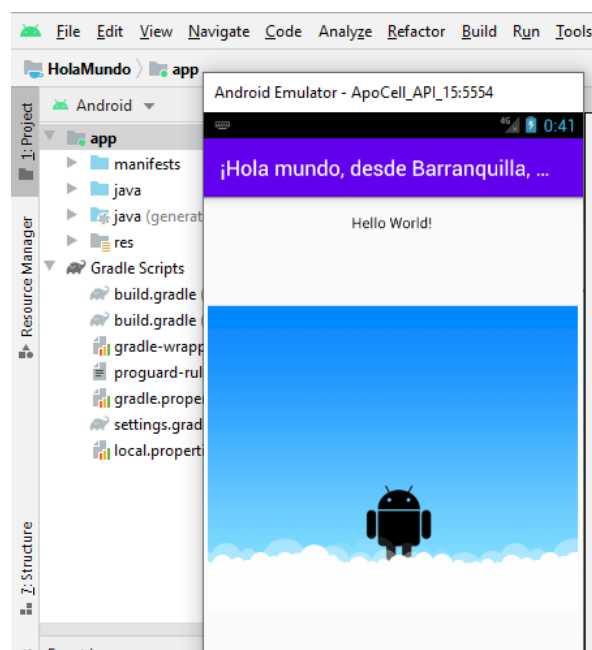 File Edit View Navigate Code Analyze Refactor Build Run Tools
HolaMundo app
Android Emulator - ApoCell_API_15:5554
4G 0:41
¡Hola mundo, desde Barranquilla, ...
Hello World!
1: Project
Resource Manager
7: Structure
Android
app
manifests
java
java (generat
res
Gradle Scripts
build.gradle (
build.gradle (
gradle-wrapp
proguard-rul
gradle.proper
settings.grad
local.properti